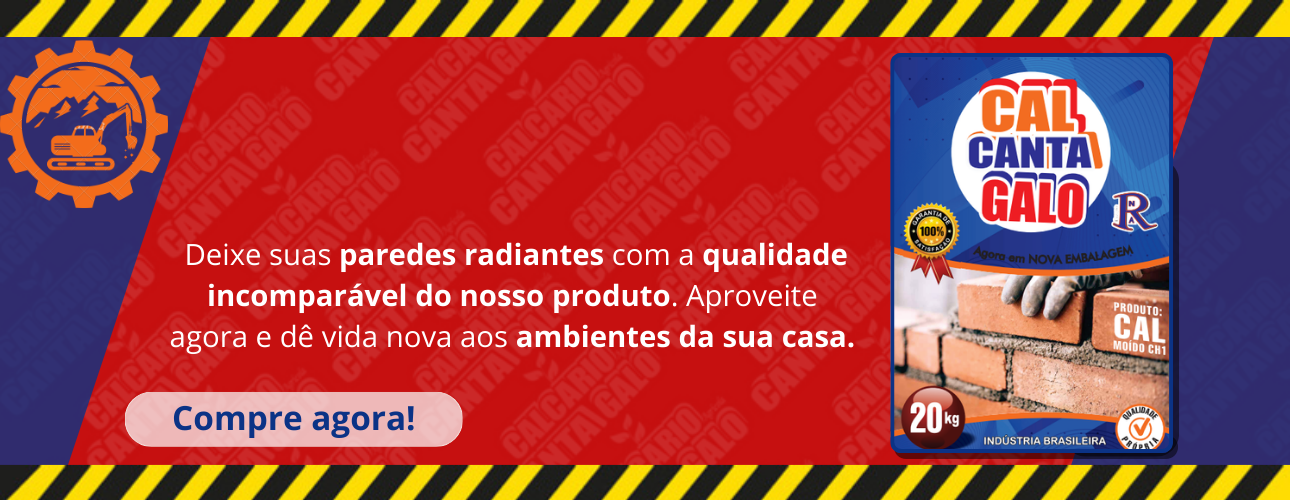 Deixe suas paredes radiantes com a qualidade
incomparável do nosso produto. Aproveite
agora e dê vida nova aos ambientes da sua casa.
Compre agora!
CAL
CANTA
GALO
R
GARANTIA DE
100%
SATISFAÇÃO
Agora em NOVA EMBALAGEM
PRODUTO:
CAL
MOÍDO CH1
20kg
INDÚSTRIA BRASILEIRA
QUALIDADE
PRÓPRIA
CALCÁRIO
CANTAGALO